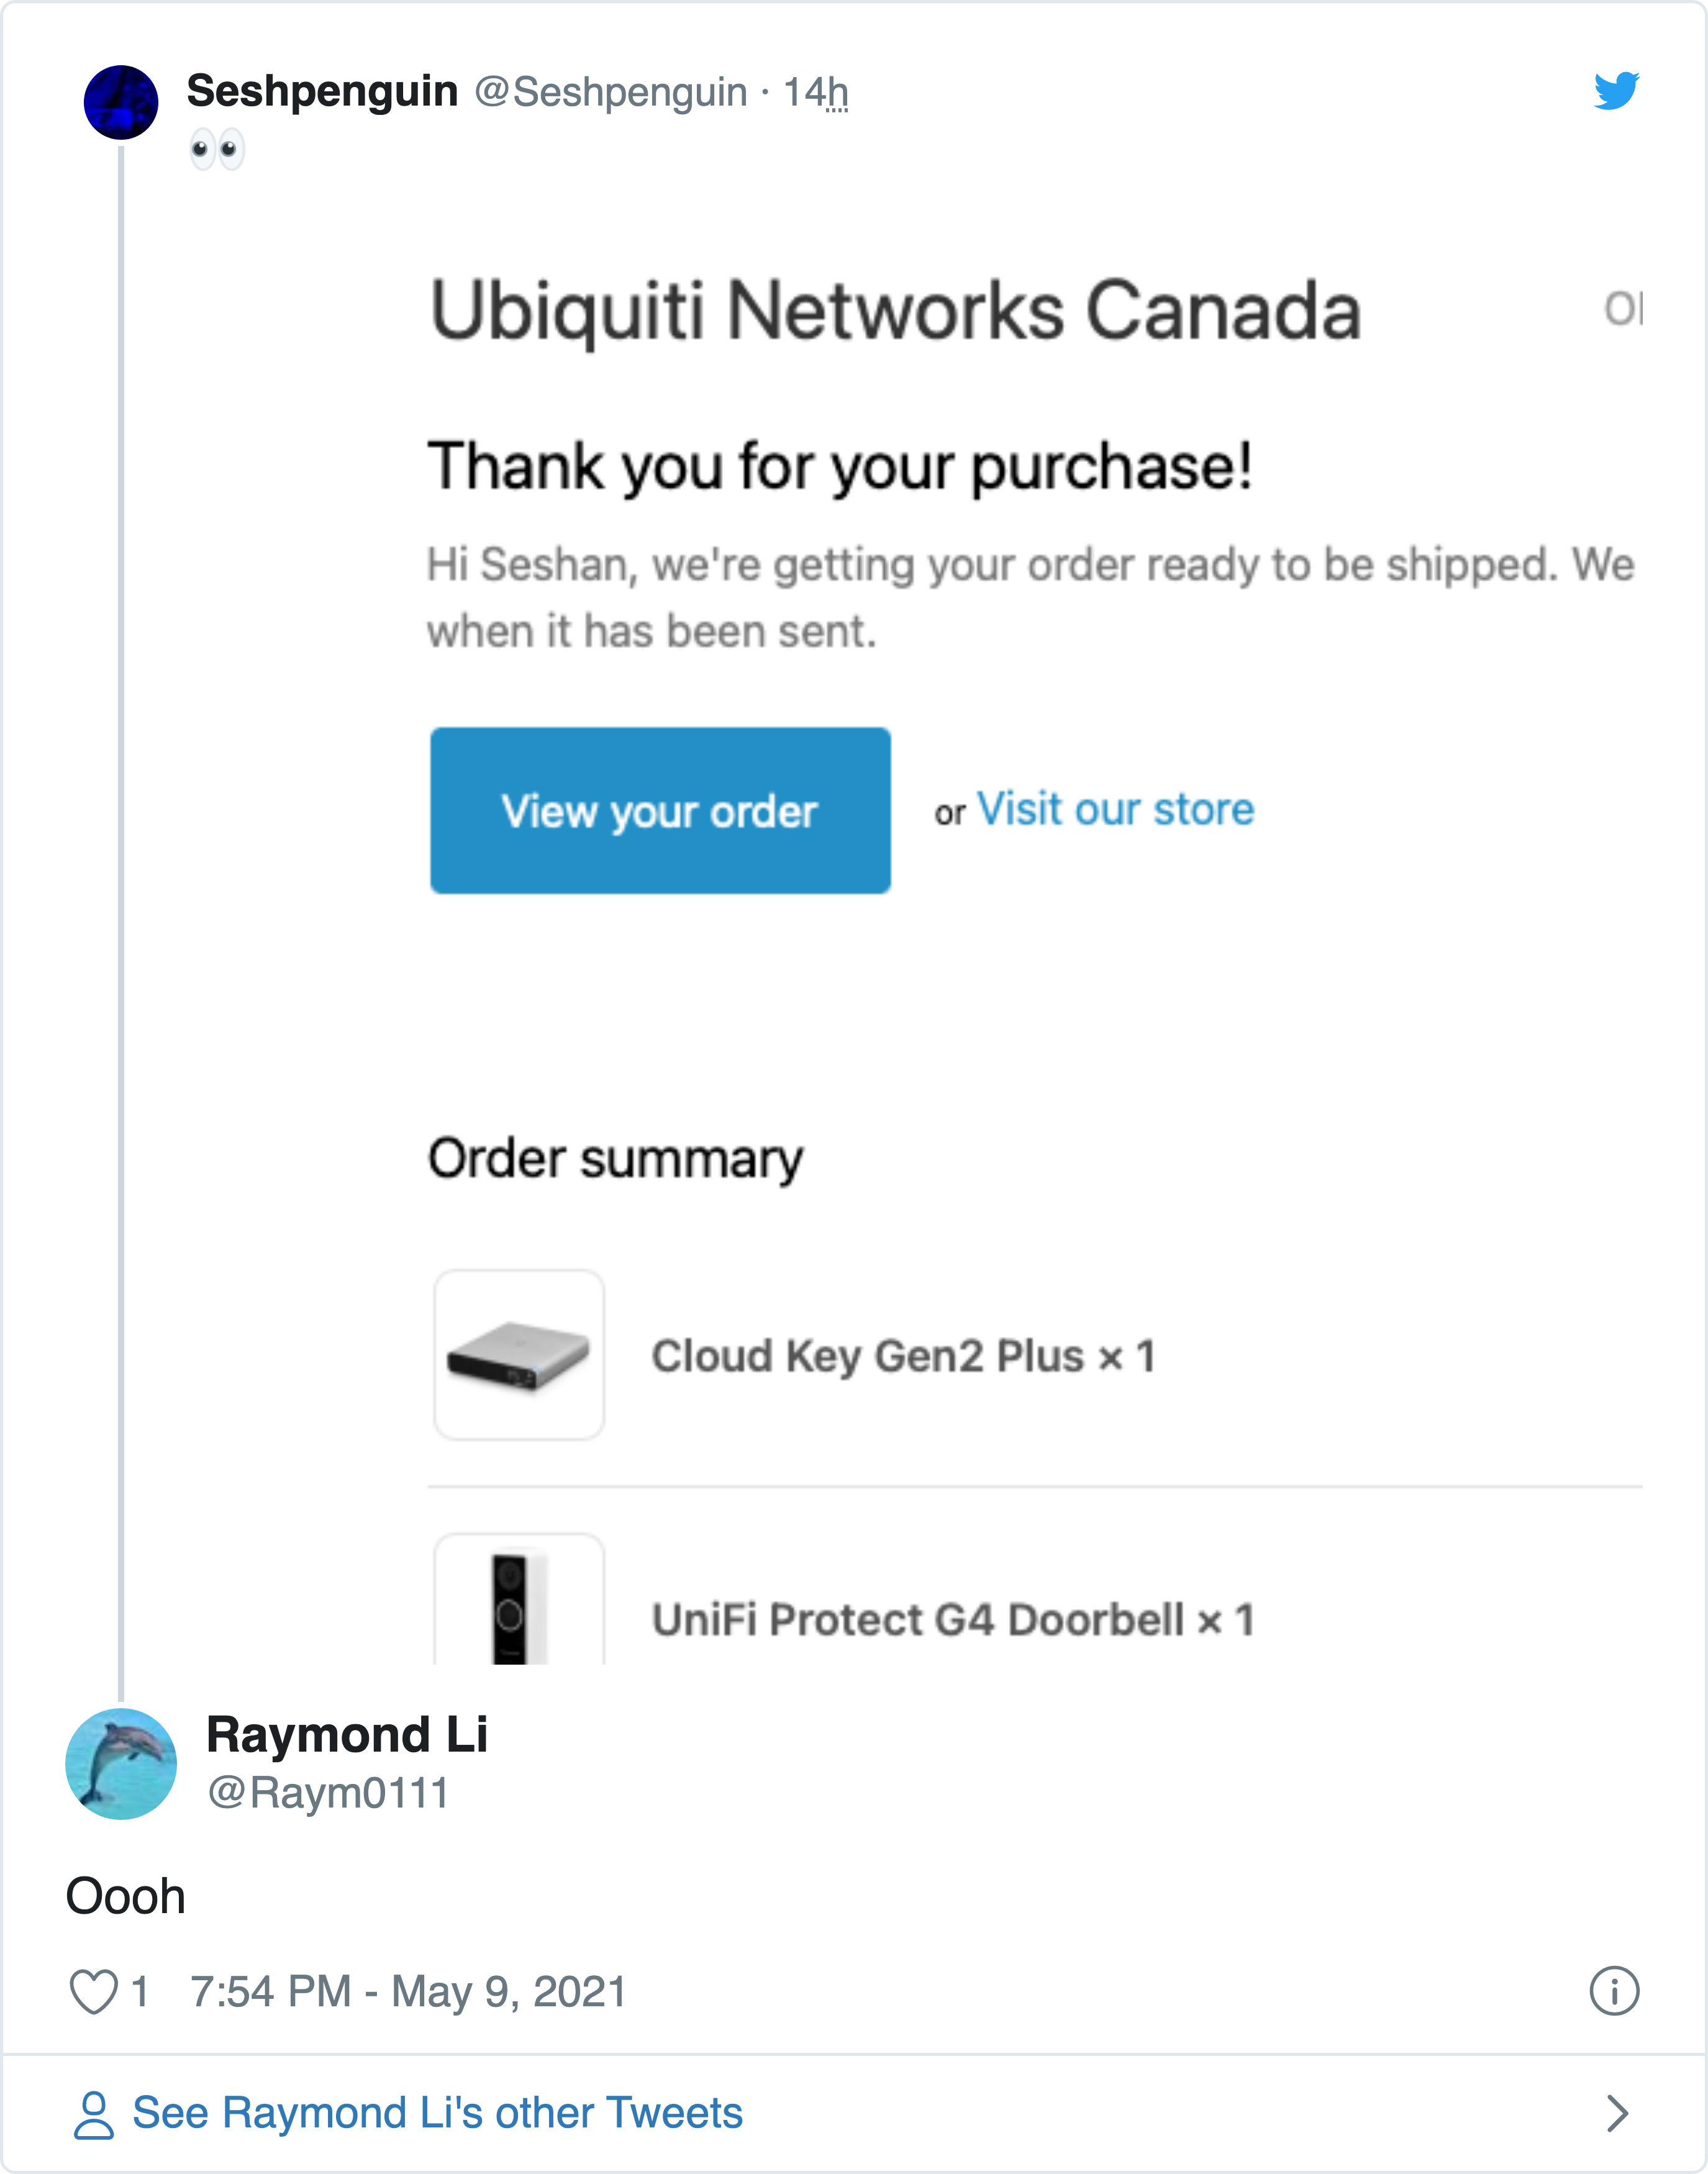 Seshpenguin @Seshpenguin · 14h
👀
Ubiquiti Networks Canada
Thank you for your purchase!
Hi Seshan, we're getting your order ready to be shipped. We
when it has been sent.
View your order or Visit our store
Order summary
Cloud Key Gen2 Plus × 1
UniFi Protect G4 Doorbell × 1
Raymond Li
@Raym0111
Oooh
1 7:54 PM - May 9, 2021
See Raymond Li's other Tweets